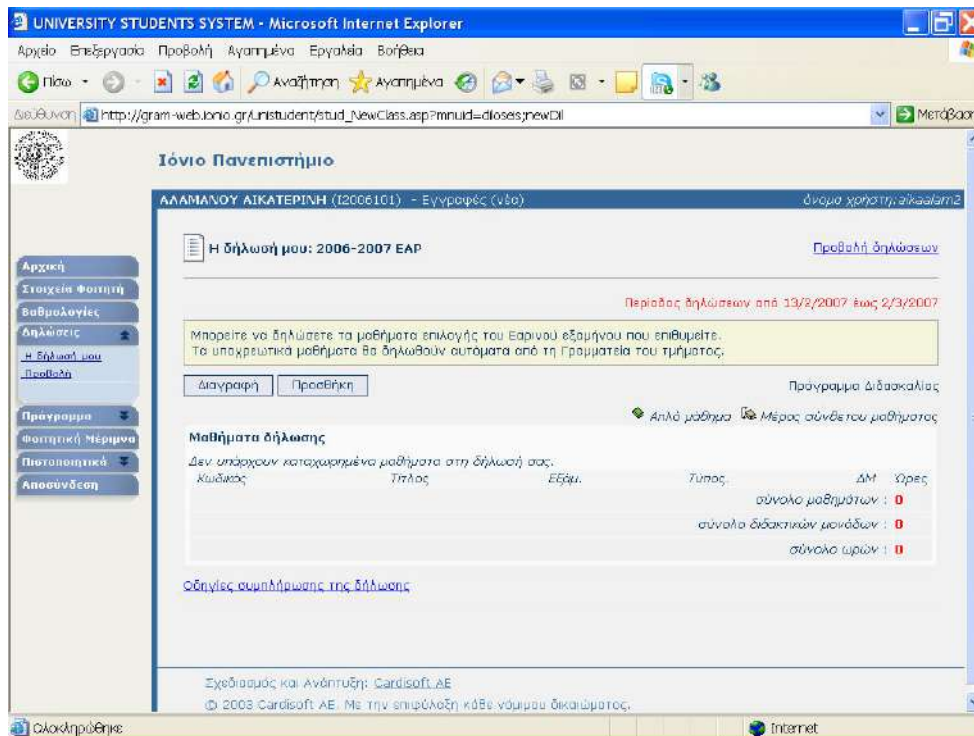 UNIVERSITY STUDENTS SYSTEM - Microsoft Internet Explorer
Αρχείο Επεξεργασία Προβολή Αγαπημένα Εργαλεία Βοήθεια
Πίσω Αναζήτηση Αγαπημένα
Διεύθυνση http://gram-web.ionio.gr/unistudent/stud_NewClass.asp?mnuid=diloseis;newDil Μετάβαση
Ιόνιο Πανεπιστήμιο
ΑΛΑΜΑΝΟΥ ΑΙΚΑΤΕΡΙΝΗ (Ι2006101) - Εγγραφές (νέα) όνομα χρήστη: aikaalam2
Η δήλωσή μου: 2006-2007 ΕΑΡ Προβολή δηλώσεων
Αρχική
Στοιχεία Φοιτητή
Βαθμολογίες
Δηλώσεις
Η δήλωσή μου
Προβολή
Πρόγραμμα
Φοιτητική Μέριμνα
Πιστοποιητικά
Αποσύνδεση
Περίοδος δηλώσεων από 13/2/2007 έως 2/3/2007
Μπορείτε να δηλώσετε τα μαθήματα επιλογής του Εαρινού εξαμήνου που επιθυμείτε.
Τα υποχρεωτικά μαθήματα θα δηλωθούν αυτόματα από τη Γραμματεία του τμήματος.
Διαγραφή Προσθήκη Πρόγραμμα Διδασκαλίας
Απλό μάθημα Μέρος σύνθετου μαθήματος
Μαθήματα δήλωσης
Δεν υπάρχουν καταχωρημένα μαθήματα στη δήλωσή σας.
Κωδικός Τίτλος Εξάμ. Τύπος. ΔΜ Ώρες
σύνολο μαθημάτων : 0
σύνολο διδακτικών μονάδων : 0
σύνολο ωρών : 0
Οδηγίες συμπλήρωσης της δήλωσης
Σχεδιασμός και Ανάπτυξη: Cardisoft AE
© 2003 Cardisoft AE. Με την επιφύλαξη κάθε νόμιμου δικαιώματος.
Ολοκληρώθηκε Internet